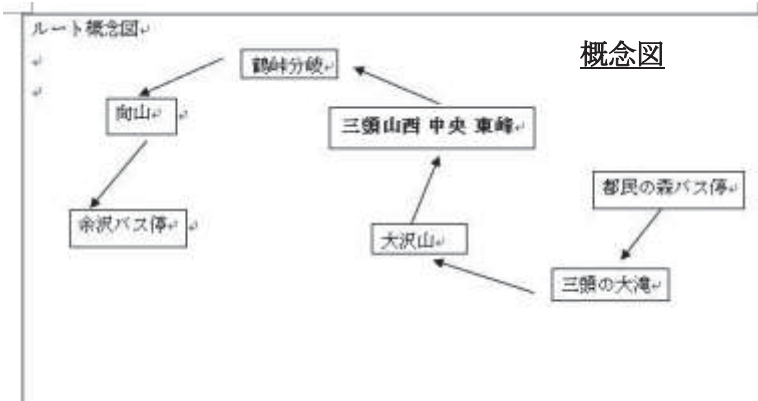 ルート概念図
概念図
鶴峠分岐
向山
三頭山西 中央 東峰
都民の森バス停
余沢バス停
大沢山
三頭の大滝